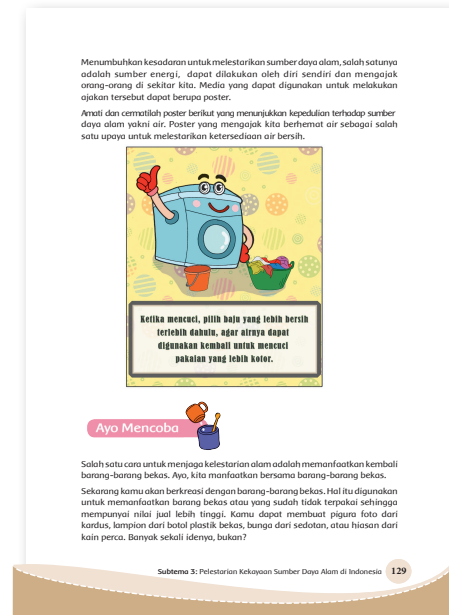 Menumbuhkan kesadaran untuk melestarikan sumber daya alam, salah satunya
adalah sumber energi, dapat dilakukan oleh diri sendiri dan mengajak
orang-orang di sekitar kita. Media yang dapat digunakan untuk melakukan
ajakan tersebut dapat berupa poster.
Amati dan cermatilah poster berikut yang menunjukkan kepedulian terhadap sumber
daya alam yakni air. Poster yang mengajak kita berhemat air sebagai salah
satu upaya untuk melestarikan ketersediaan air bersih.
Ketika mencuci, pilih baju yang lebih bersih
terlebih dahulu, agar airnya dapat
digunakan kembali untuk mencuci
pakaian yang lebih kotor.
Ayo Mencoba
Salah satu cara untuk menjaga kelestarian alam adalah memanfaatkan kembali
barang-barang bekas. Ayo, kita manfaatkan bersama barang-barang bekas.
Sekarang kamu akan berkreasi dengan barang-barang bekas. Hal itu digunakan
untuk memanfaatkan barang bekas atau yang sudah tidak terpakai sehingga
mempunyai nilai jual lebih tinggi. Kamu dapat membuat pigura foto dari
kardus, lampion dari botol plastik bekas, bunga dari sedotan, atau hiasan dari
kain perca. Banyak sekali idenya, bukan?
Subtema 3: Pelestarian Kekayaan Sumber Daya Alam di Indonesia 129